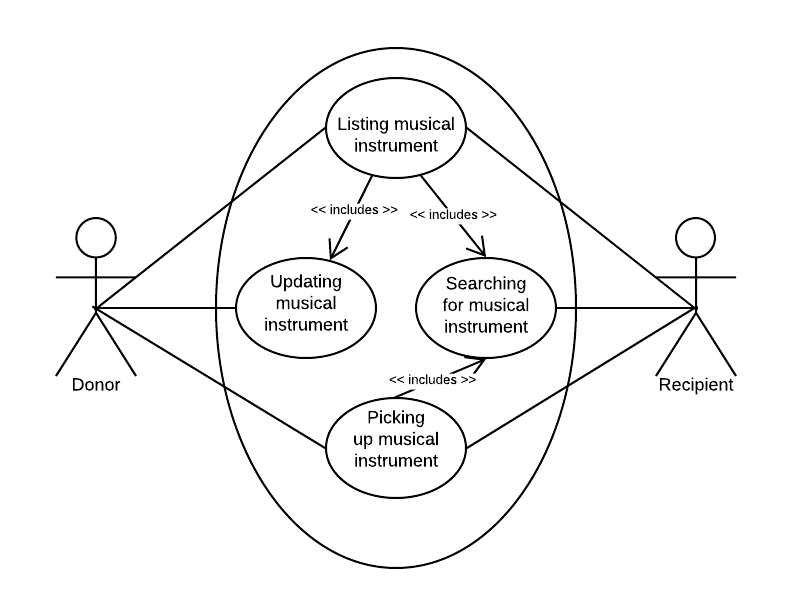 Listing musical
instrument
<< includes >>
<< includes >>
Updating
musical
instrument
Searching
for musical
instrument
Donor
Recipient
<< includes >>
Picking
up musical
instrument